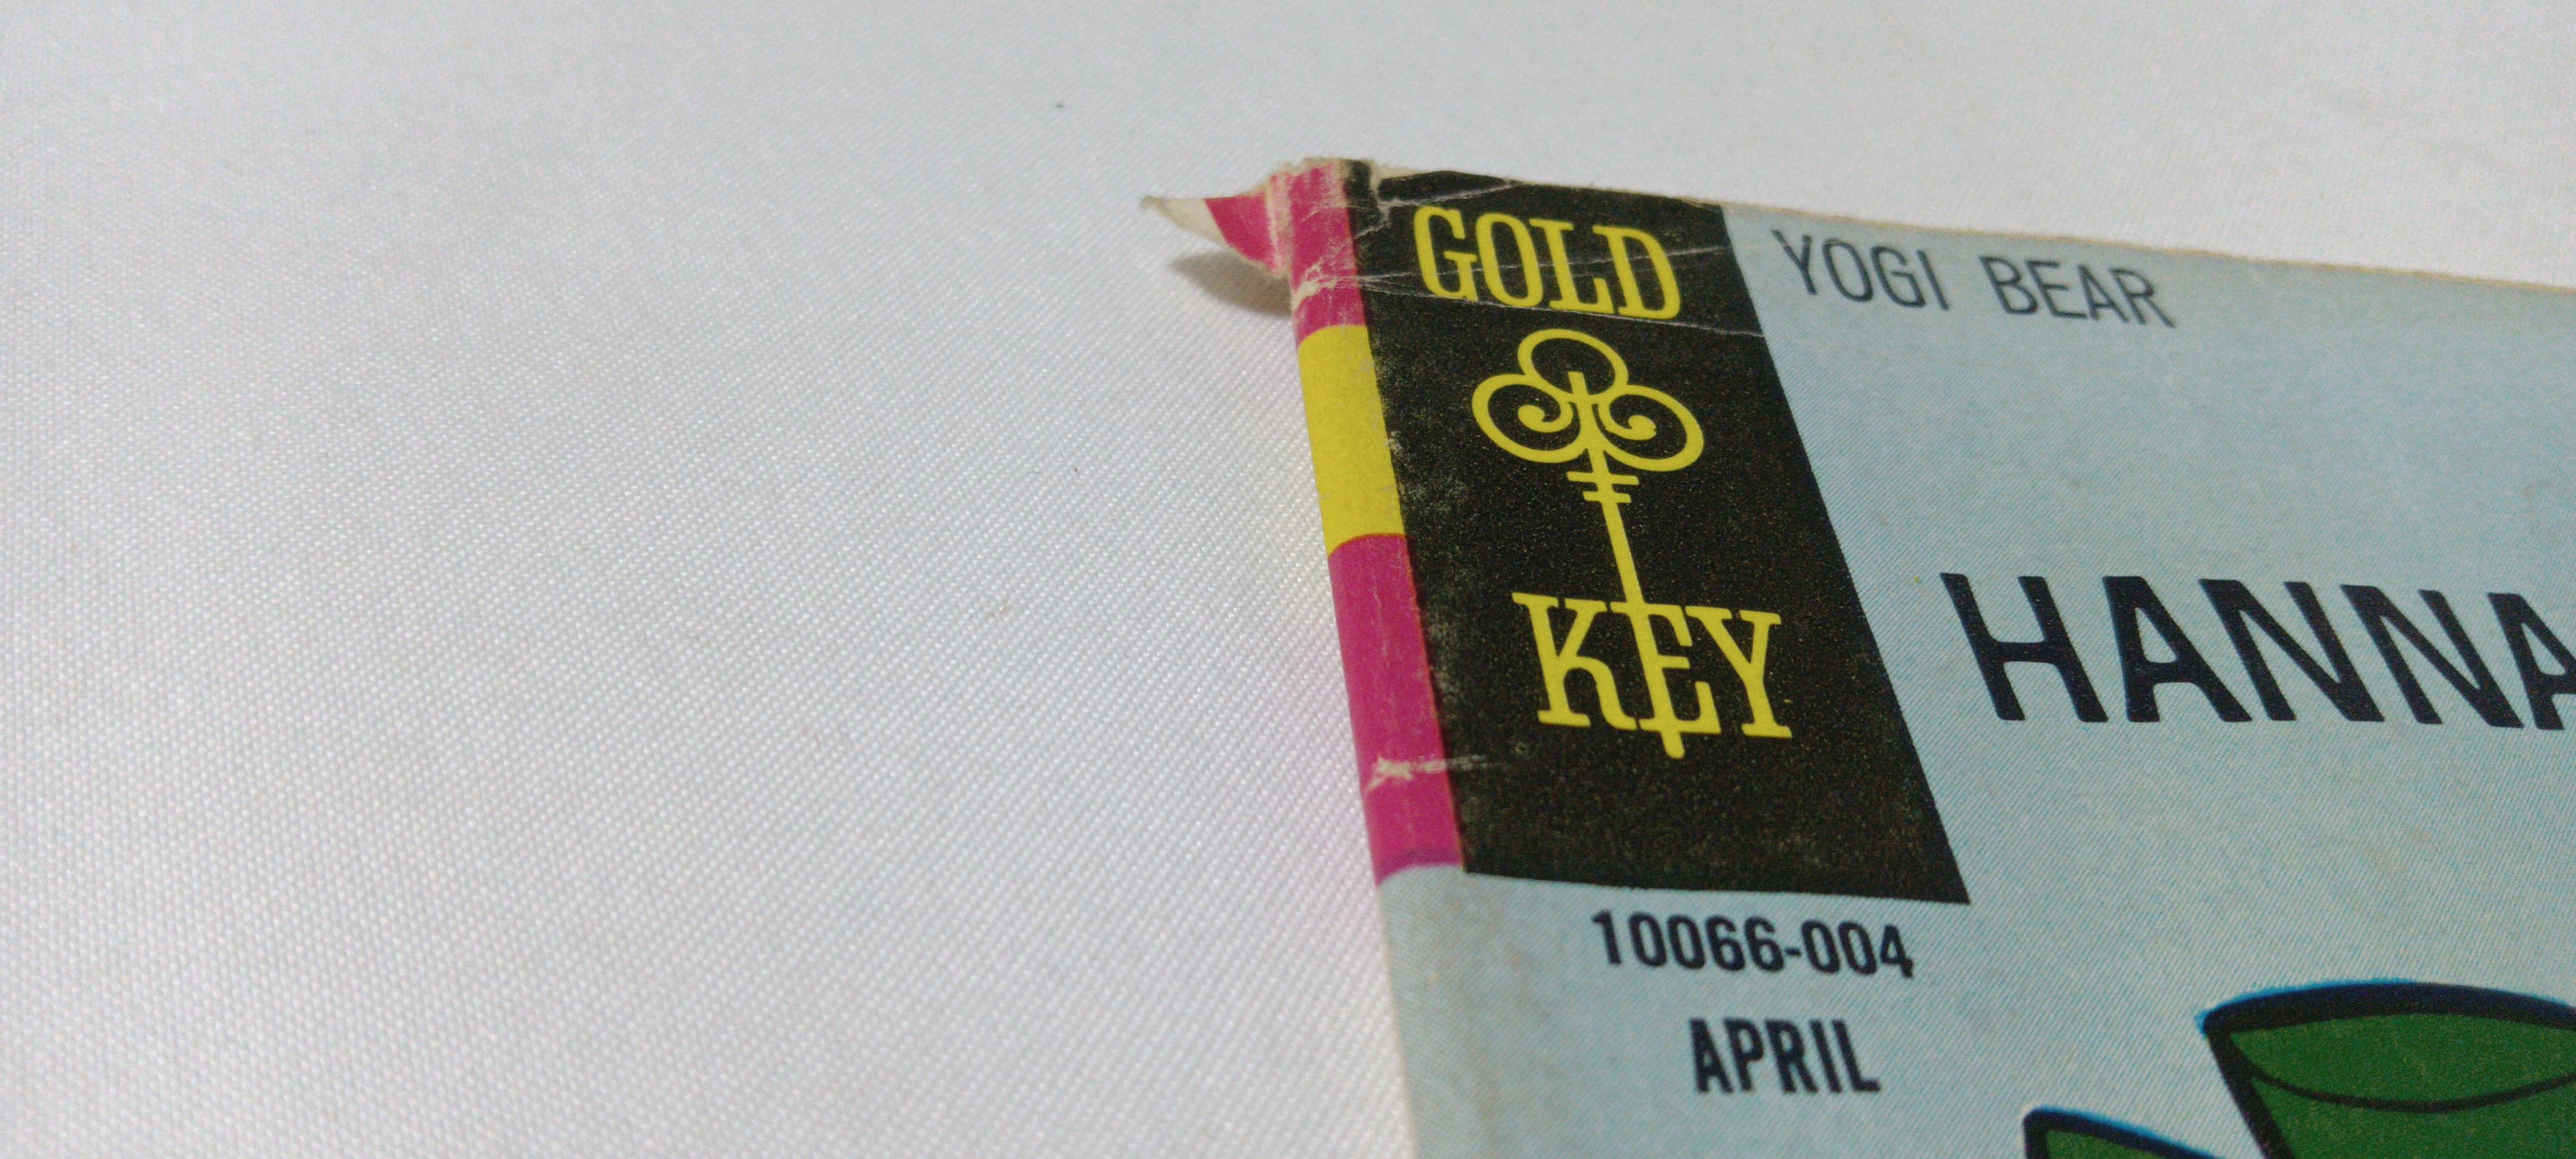 GOLD
KEY
YOGI BEAR
HANNA
10066-004
APRIL